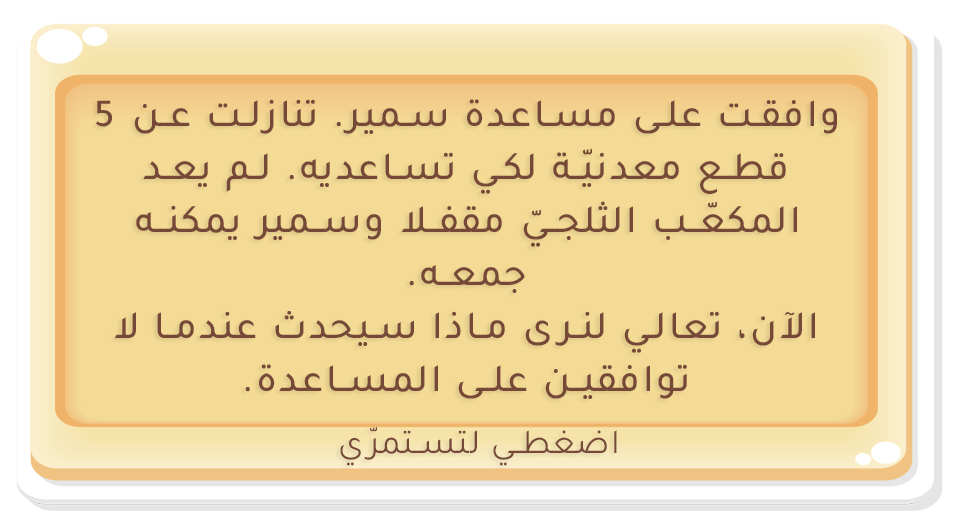 وافقت على مساعدة سمير. تنازلت عن 5
قطع معدنيّة لكي تساعديه. لم يعد
المكعّب الثلجيّ مقفلا وسمير يمكنه
جمعه.
الآن، تعالي لنرى ماذا سيحدث عندما لا
توافقين على المساعدة.
اضغطي لتستمرّي